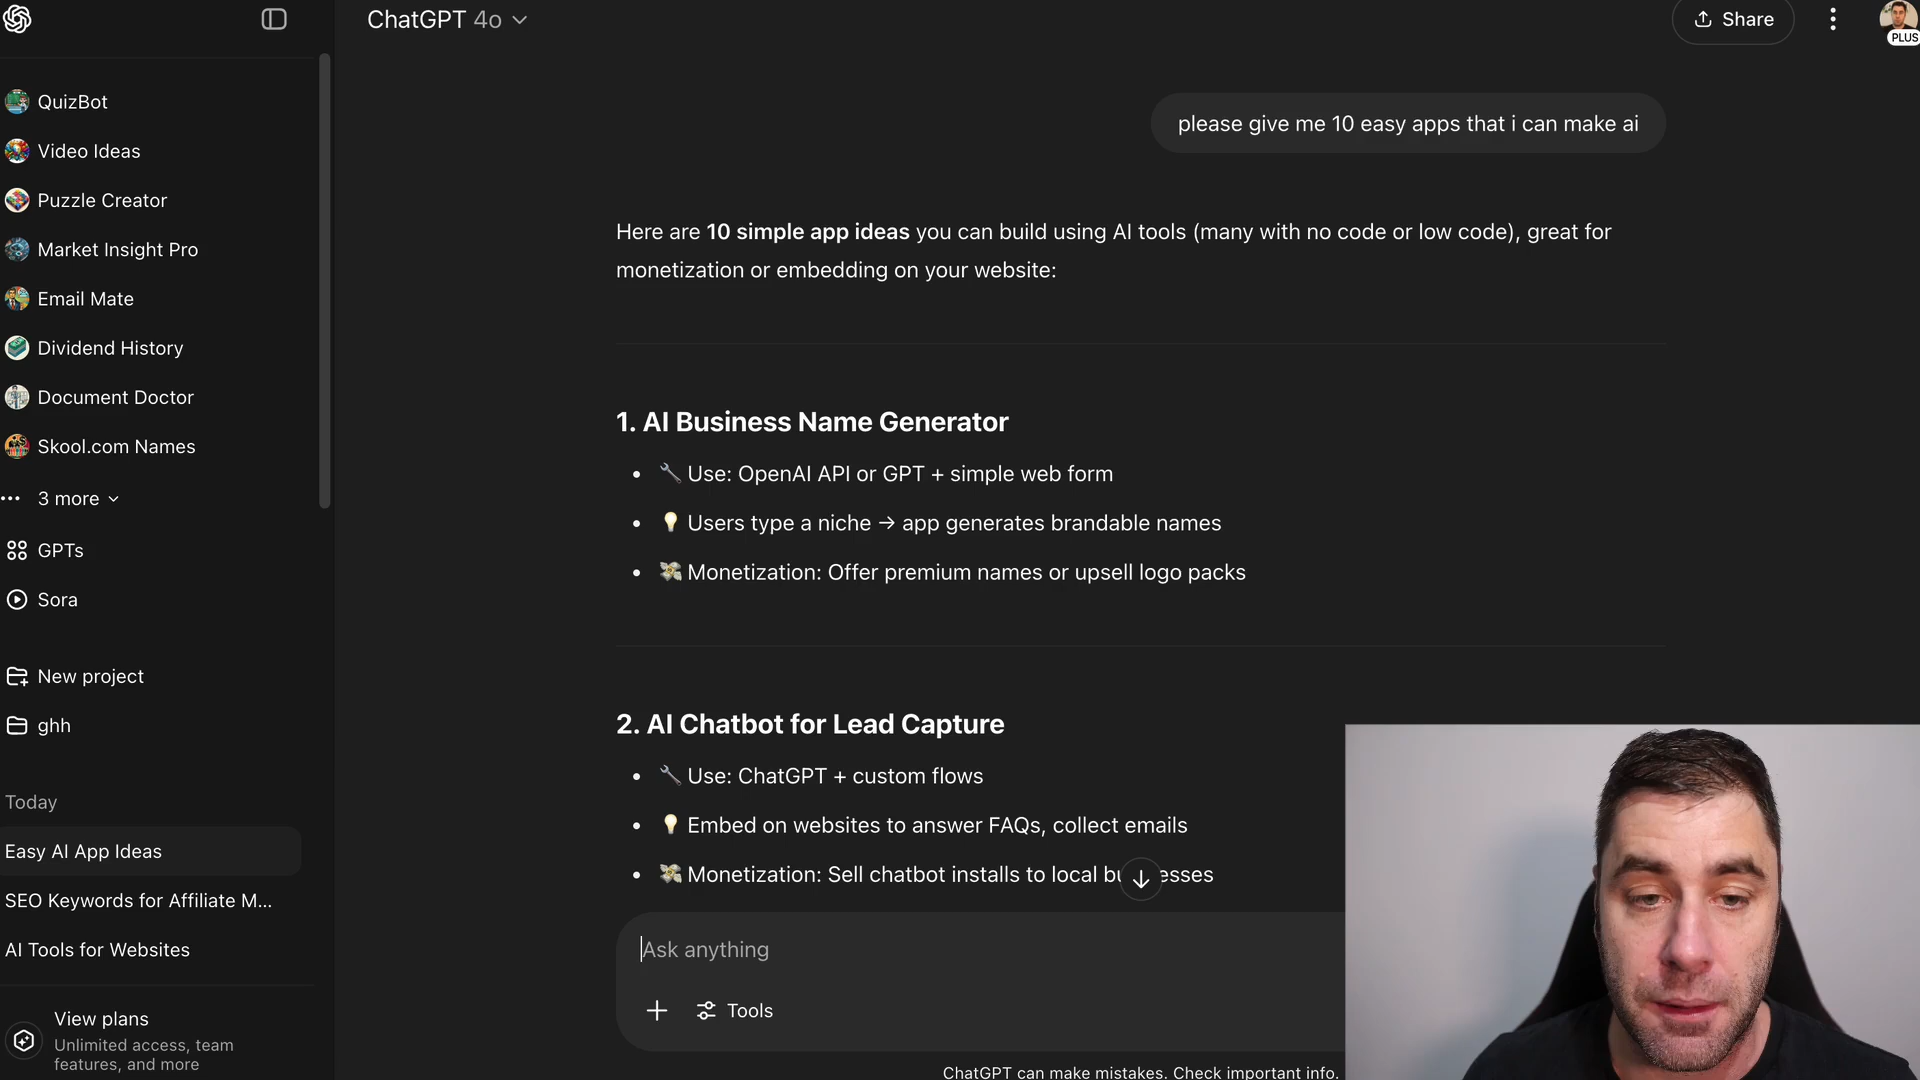 ChatGPT 4o
Share
PLUS
QuizBot
Video Ideas
Puzzle Creator
Market Insight Pro
Email Mate
Dividend History
Document Doctor
Skool.com Names
3 more
GPTs
Sora
New project
ghh
Today
Easy AI App Ideas
SEO Keywords for Affiliate M...
AI Tools for Websites
View plans
Unlimited access, team
features, and more
please give me 10 easy apps that i can make ai
Here are 10 simple app ideas you can build using AI tools (many with no code or low code), great for
monetization or embedding on your website:
1. AI Business Name Generator
• 🔧 Use: OpenAI API or GPT + simple web form
• 💡 Users type a niche → app generates brandable names
• 💸 Monetization: Offer premium names or upsell logo packs
2. AI Chatbot for Lead Capture
• 🔧 Use: ChatGPT + custom flows
• 💡 Embed on websites to answer FAQs, collect emails
• 💸 Monetization: Sell chatbot installs to local bu esses
Ask anything
Tools
ChatGPT can make mistakes. Check important info.